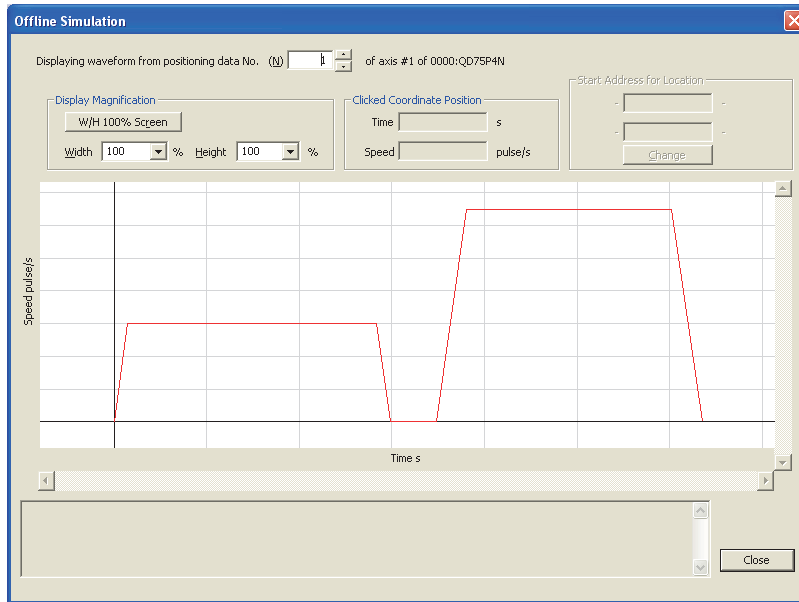 Offline Simulation
Displaying waveform from positioning data No. (N) 1 of axis #1 of 0000:QD75P4N
Start Address for Location
Display Magnification
Clicked Coordinate Position
W/H 100% Screen
Time s
- -
- -
Width 100 % Height 100 %
Speed pulse/s
Change
Speed pulse/s
Time s
Close